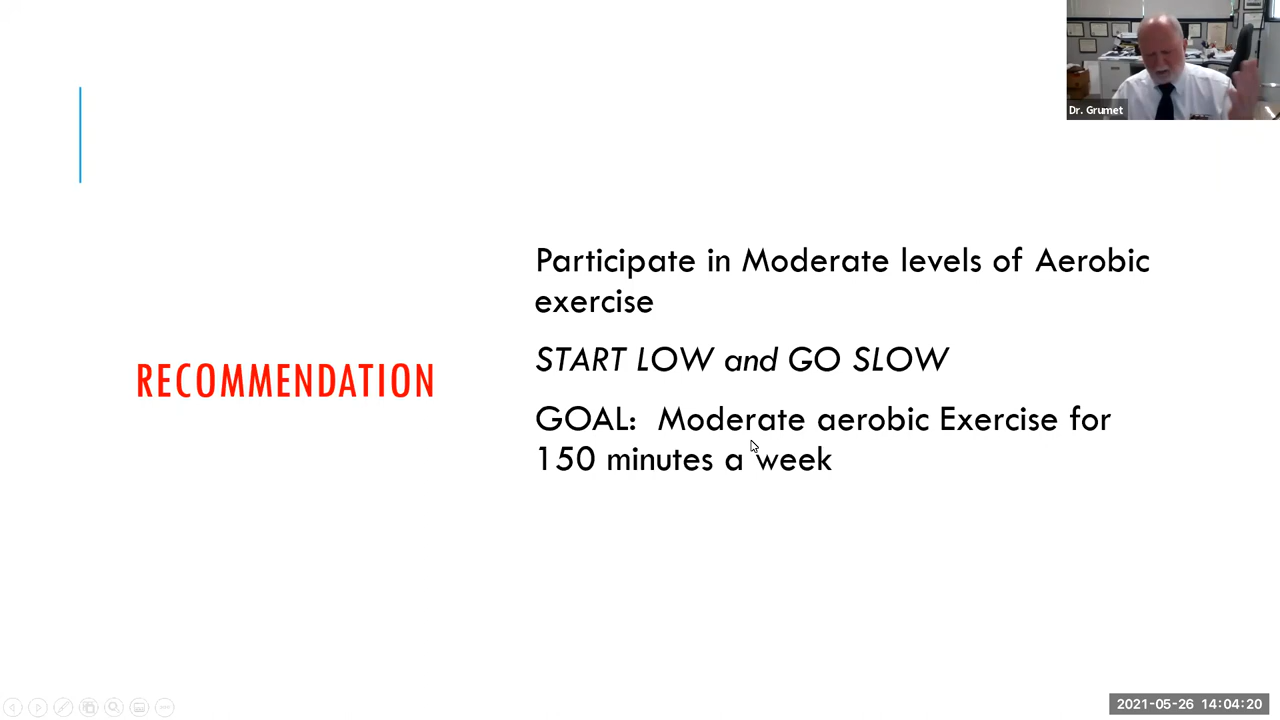 Dr. Grumet
RECOMMENDATION
Participate in Moderate levels of Aerobic
exercise
START LOW and GO SLOW
GOAL:  Moderate aerobic Exercise for
150 minutes a week
2021-05-26 14:04:20